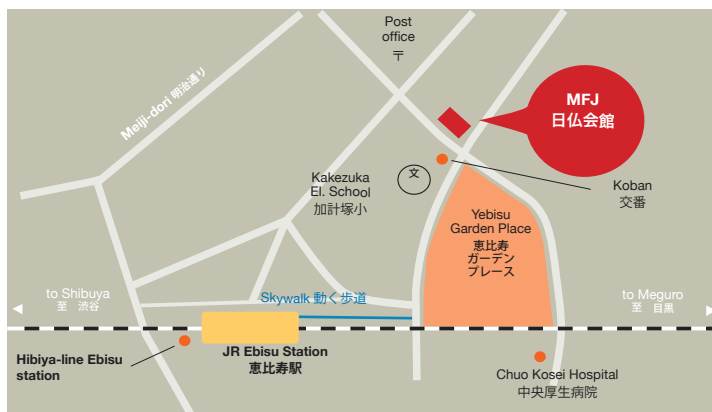 Post
office
〒
MFJ
日仏会館
Meiji-dori 明治通り
Kakezuka
El. School
加計塚小
文
Koban
交番
Yebisu
Garden Place
恵比寿
ガーデン
プレース
to Shibuya
至 渋谷
Skywalk 動く歩道
to Meguro
至 目黒
Hibiya-line Ebisu
station
JR Ebisu Station
恵比寿駅
Chuo Kosei Hospital
中央厚生病院